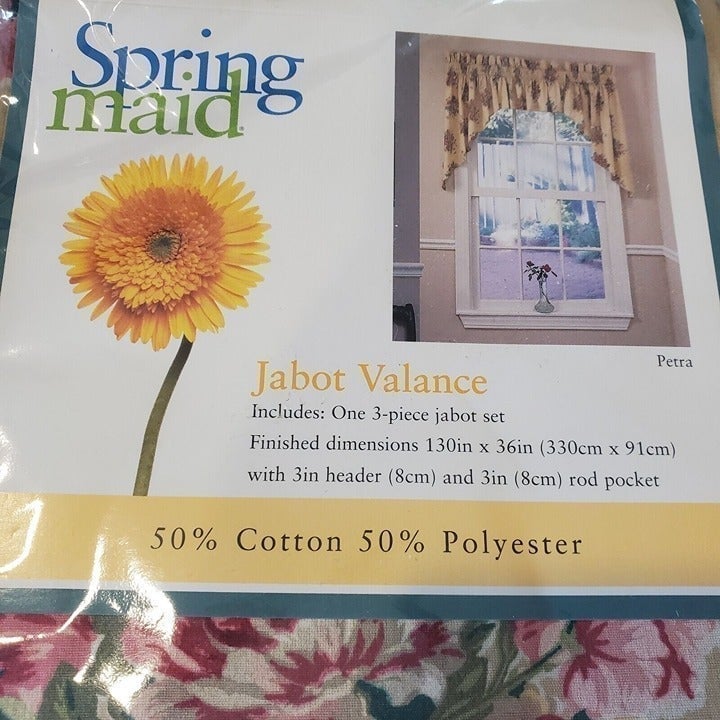 Spring
maid
Petra
Jabot Valance
Includes: One 3-piece jabot set
Finished dimensions 130in x 36in (330cm x 91cm)
with 3in header (8cm) and 3in (8cm) rod pocket
50% Cotton 50% Polyester